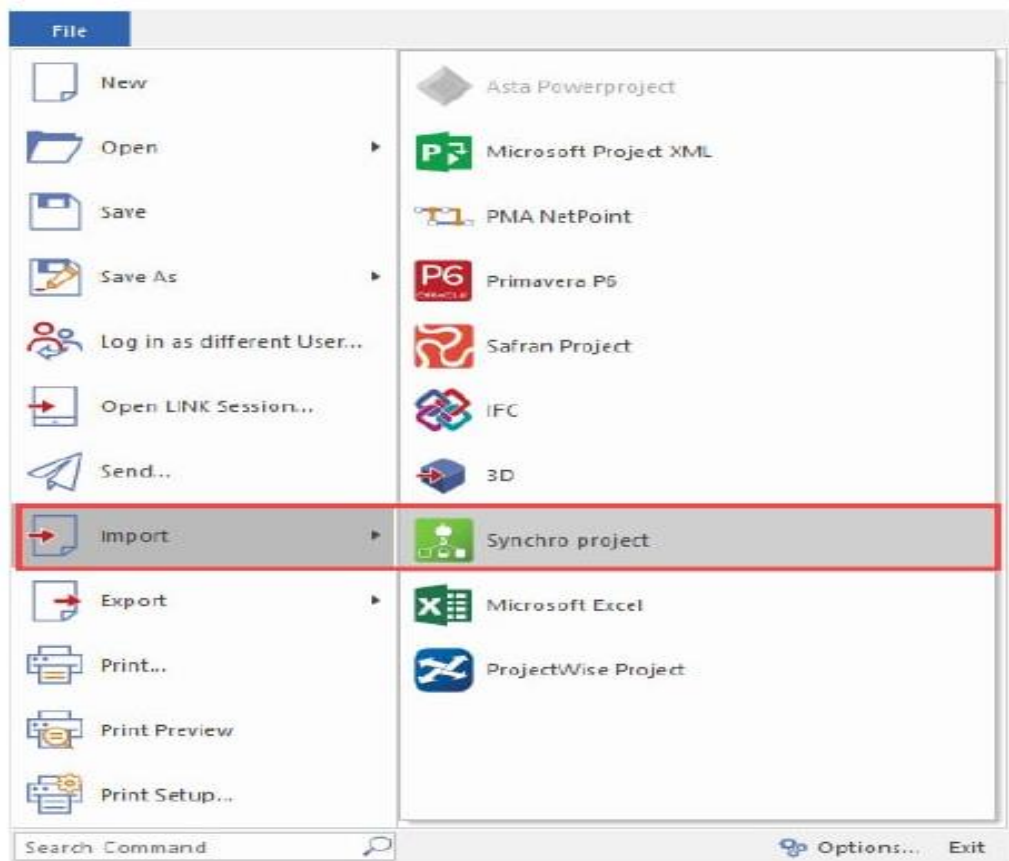 File
New
Open
Save
Save As
Log in as different User...
Open LINK Session...
Send...
Import
Export
Print...
Print Preview
Print Setup...
Asta Powerproject
Microsoft Project XML
PMA NetPoint
P6
ORACLE
Primavera P6
Safran Project
IFC
3D
Synchro project
Microsoft Excel
ProjectWise Project
Search Command
Options...
Exit